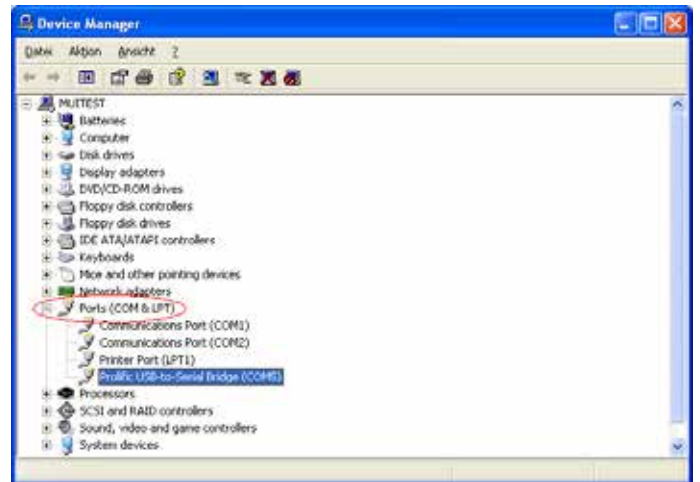 Device Manager
Datei Aktion Ansicht ?
MUITEST
Batteries
Computer
Disk drives
Display adapters
DVD/CD-ROM drives
Floppy disk controllers
Floppy disk drives
IDE ATA/ATAPI controllers
Keyboards
Mice and other pointing devices
Network adapters
Ports (COM & LPT)
Communications Port (COM1)
Communications Port (COM2)
Printer Port (LPT1)
Prolific USB-to-Serial Bridge (COM5)
Processors
SCSI and RAID controllers
Sound, video and game controllers
System devices